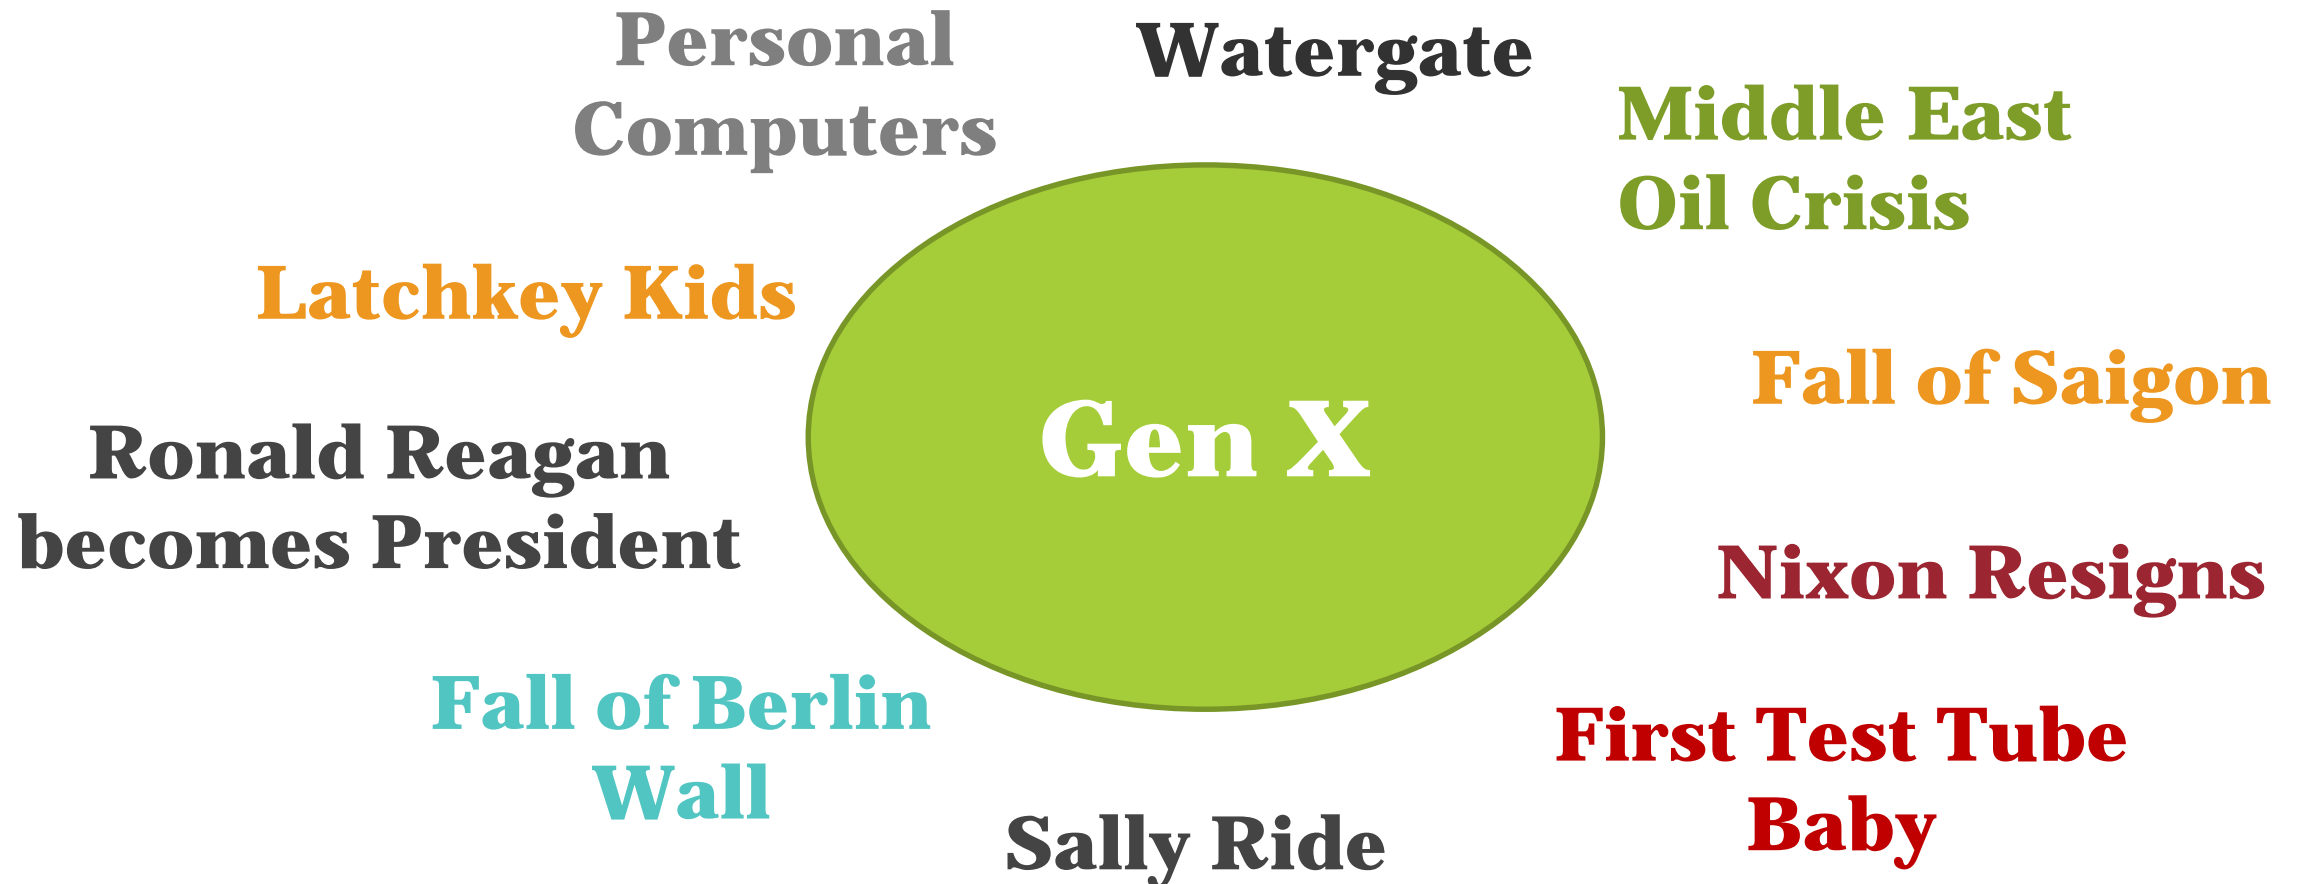 Personal
Computers
Watergate
Middle East
Oil Crisis
Latchkey Kids
Fall of Saigon
Gen X
Ronald Reagan
becomes President
Nixon Resigns
Fall of Berlin
Wall
First Test Tube
Baby
Sally Ride